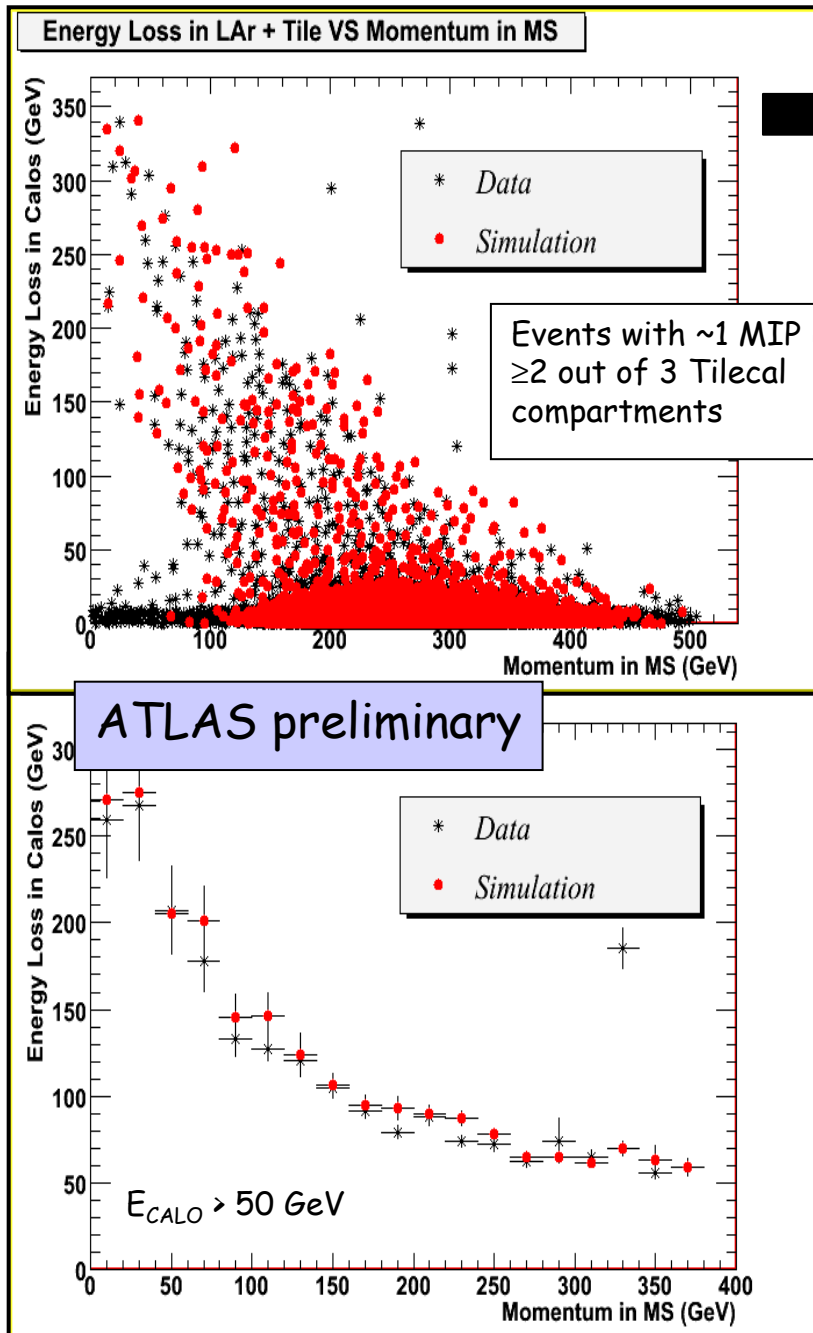 Energy Loss in LAr + Tile VS Momentum in MS
Energy Loss in Calos (GeV)
350
300
250
200
150
100
50
0
Data
Simulation
Events with ~1 MIP
≥2 out of 3 Tilecal
compartments
0 100 200 300 400 500
Momentum in MS (GeV)
ATLAS preliminary
Energy Loss in Calos (GeV)
250
200
150
100
50
0
Data
Simulation
E_CALO > 50 GeV
0 50 100 150 200 250 300 350 400
Momentum in MS (GeV)